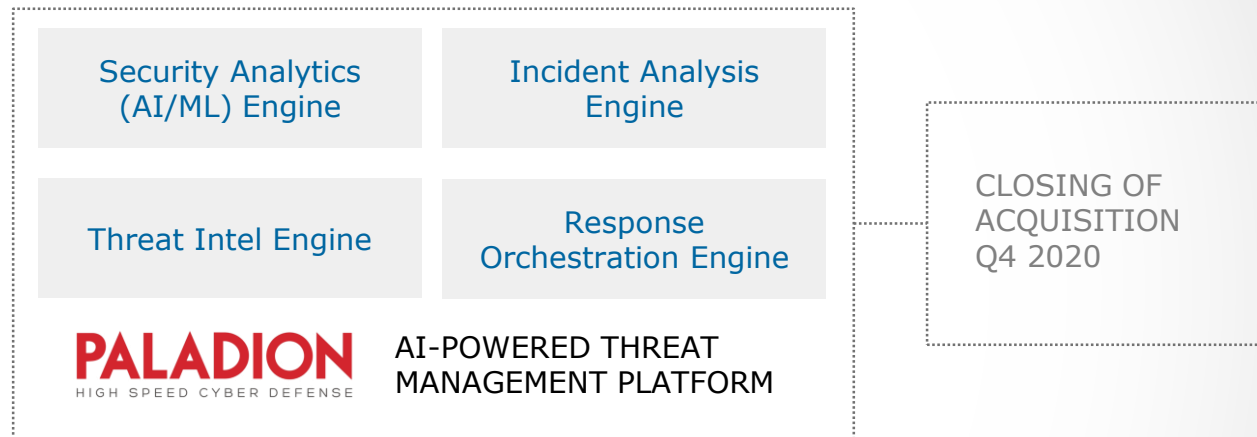 Security Analytics
(AI/ML) Engine
Incident Analysis
Engine
Threat Intel Engine
Response
Orchestration Engine
PALADION
HIGH SPEED CYBER DEFENSE
AI-POWERED THREAT
MANAGEMENT PLATFORM
CLOSING OF
ACQUISITION
Q4 2020